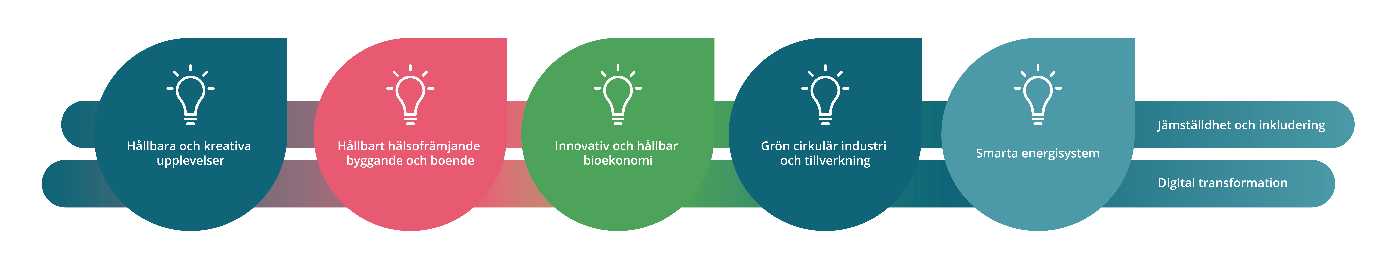 Hållbara och kreativa
upplevelser
Hållbart hälsofrämjande
byggande och boende
Innovativ och hållbar
bioekonomi
Grön cirkulär industri
och tillverkning
Smarta energisystem
Jämställdhet och inkludering
Digital transformation